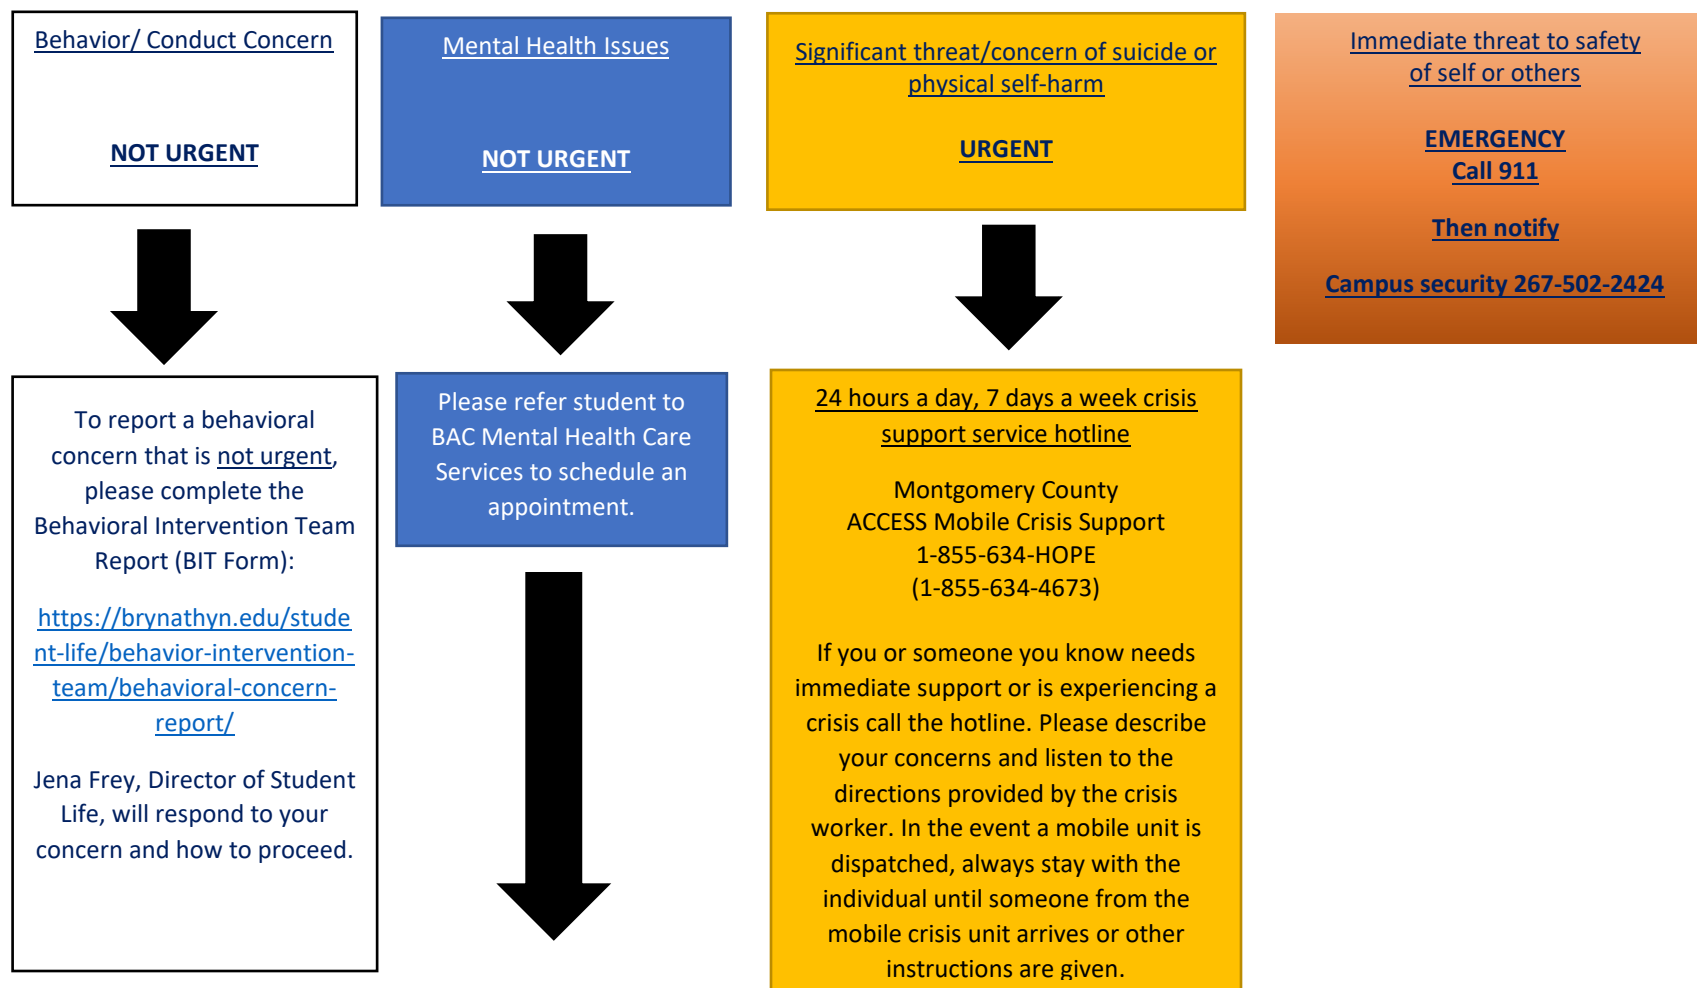 Behavior/ Conduct Concern
NOT URGENT
Mental Health Issues
NOT URGENT
Significant threat/concern of suicide or
physical self-harm
URGENT
Immediate threat to safety
of self or others
EMERGENCY
Call 911
Then notify
Campus security 267-502-2424
To report a behavioral
concern that is not urgent,
please complete the
Behavioral Intervention Team
Report (BIT Form):
https://brynathyn.edu/stude
nt-life/behavior-intervention-
team/behavioral-concern-
report/
Jena Frey, Director of Student
Life, will respond to your
concern and how to proceed.
Please refer student to
BAC Mental Health Care
Services to schedule an
appointment.
24 hours a day, 7 days a week crisis
support service hotline
Montgomery County
ACCESS Mobile Crisis Support
1-855-634-HOPE
(1-855-634-4673)
If you or someone you know needs
immediate support or is experiencing a
crisis call the hotline. Please describe
your concerns and listen to the
directions provided by the crisis
worker. In the event a mobile unit is
dispatched, always stay with the
individual until someone from the
mobile crisis unit arrives or other
instructions are given.